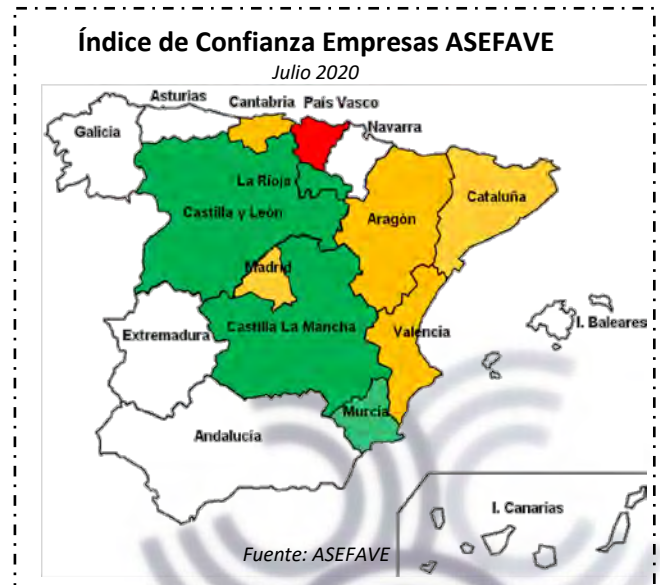 Índice de Confianza Empresas ASEFAVE
Julio 2020
Asturias
Cantabria
País Vasco
Galicia
Navarra
La Rioja
Castilla y León
Aragón
Cataluña
Madrid
Extremadura
Castilla La Mancha
Valencia
I. Baleares
Murcia
Andalucía
I. Canarias
Fuente: ASEFAVE